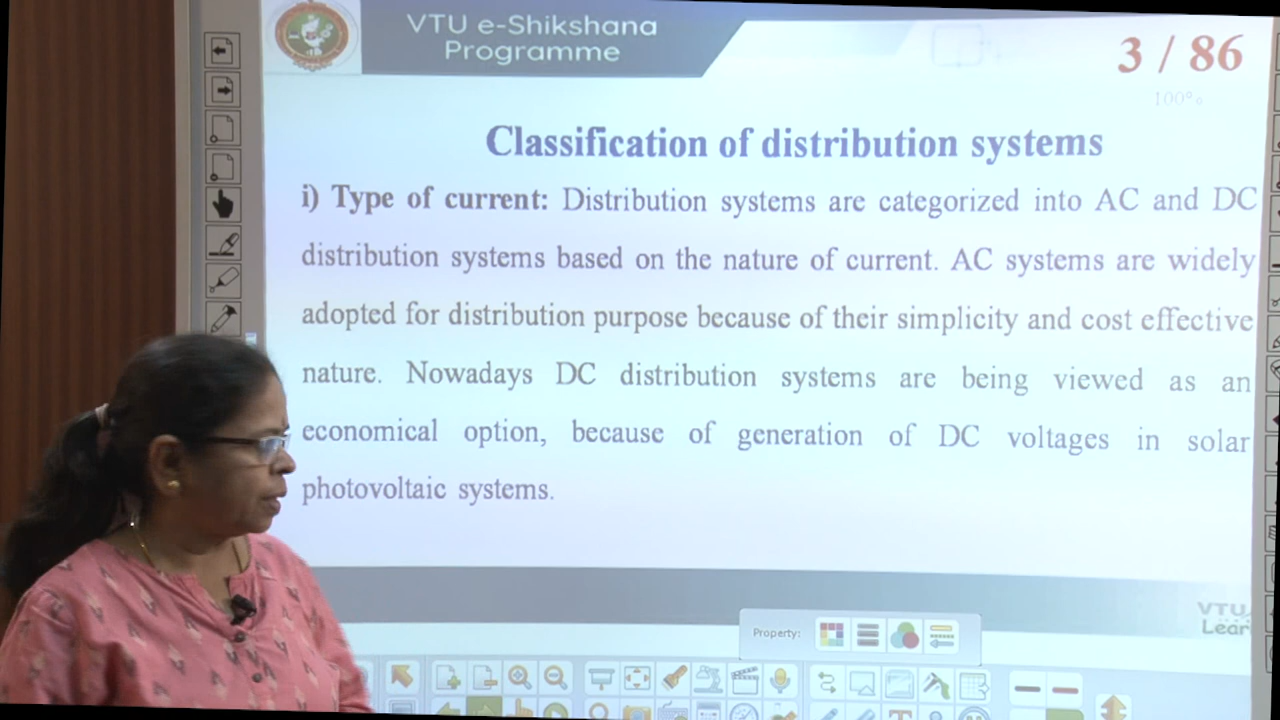 VTU e-Shikshana
Programme
3 / 86
100%
Classification of distribution systems
i) Type of current: Distribution systems are categorized into AC and DC
distribution systems based on the nature of current. AC systems are widely
adopted for distribution purpose because of their simplicity and cost effective
nature. Nowadays DC distribution systems are being viewed as an
economical option, because of generation of DC voltages in solar
photovoltaic systems.
VTU
Lear
Property: